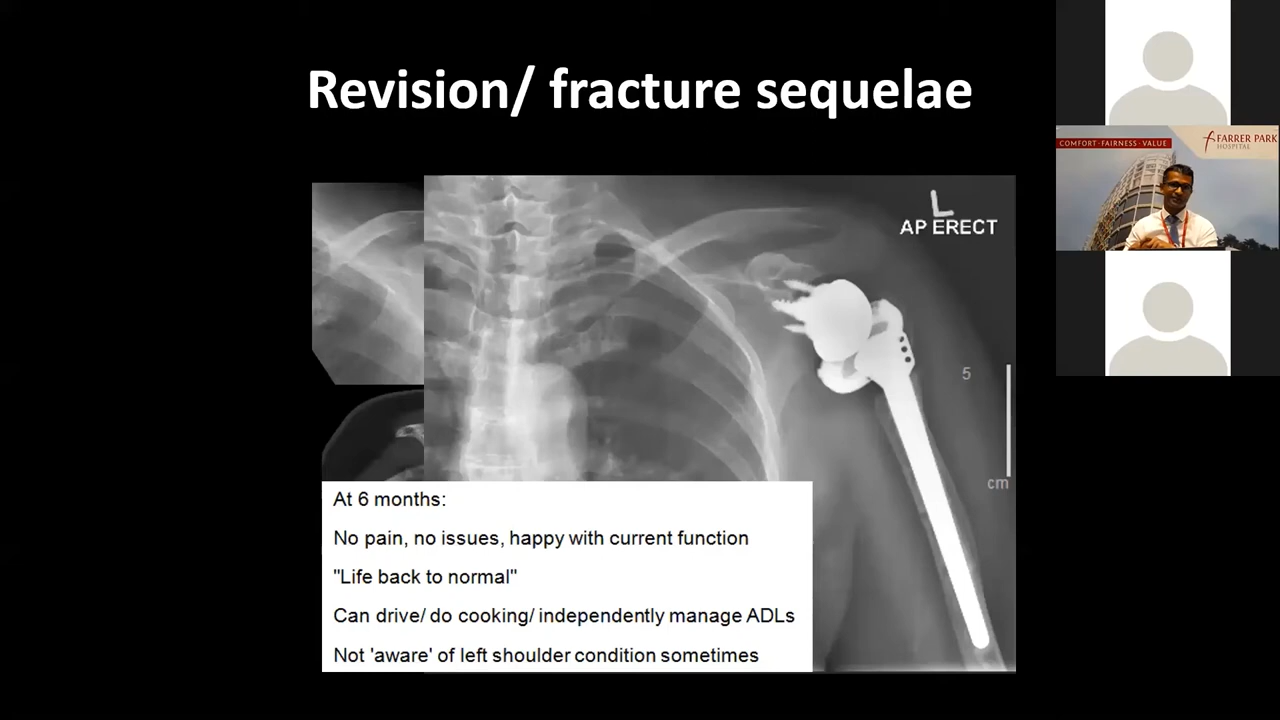 Revision/ fracture sequelae
COMFORT · FAIRNESS · VALUE
FARRER PARK
HOSPITAL
L
AP ERECT
5
cm
At 6 months:
No pain, no issues, happy with current function
"Life back to normal"
Can drive/ do cooking/ independently manage ADLs
Not 'aware' of left shoulder condition sometimes